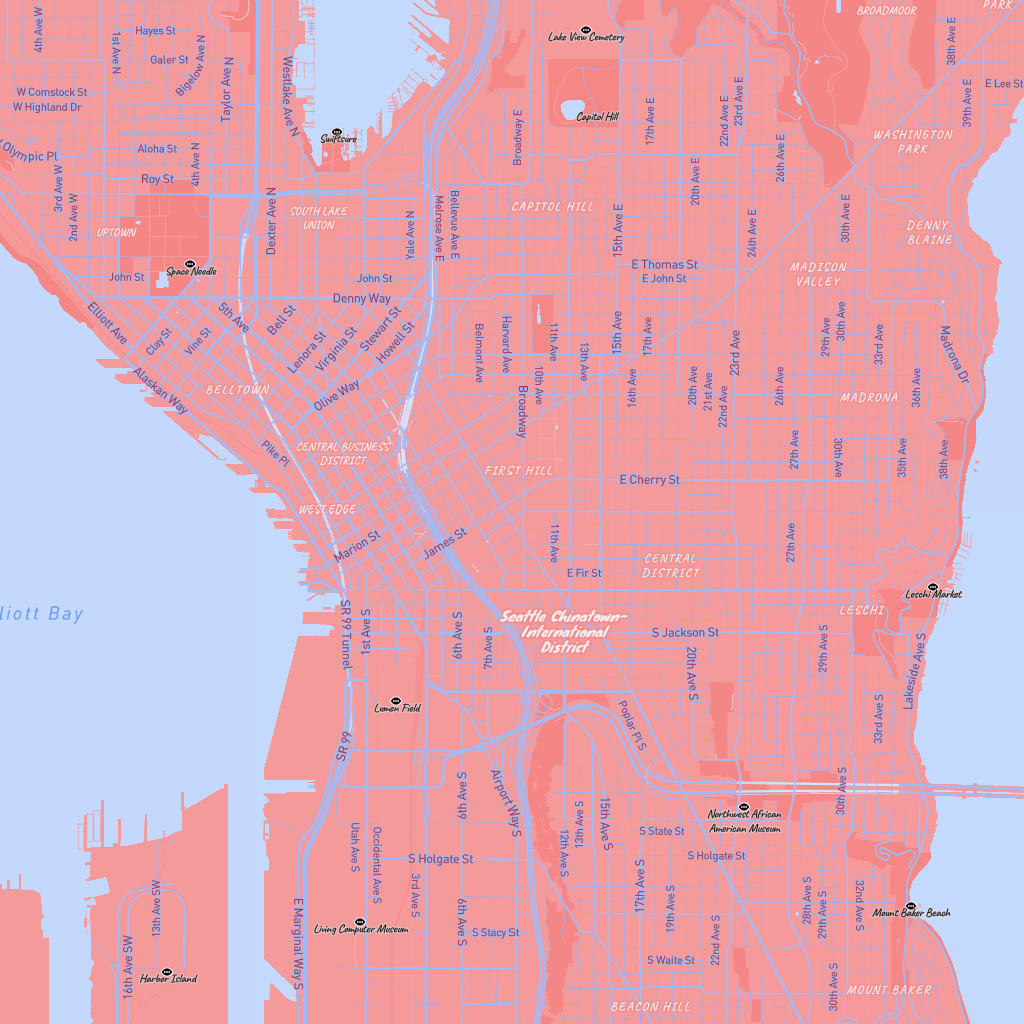 4th Ave W
1st Ave N
Hayes St
Galer St
Bigelow Ave N
Taylor Ave N
Westlake Ave N
W Comstock St
W Highland Dr
Olympic Pl
Aloha St
Roy St
4th Ave N
3rd Ave W
2nd Ave W
UPTOWN
Swiftsure
Lake View Cemetery
Capitol Hill
Broadway E
17th Ave E
22nd Ave E
23rd Ave E
BROADMOOR
PARK
38th Ave E
39th Ave E
E Lee St
WASHINGTON
PARK
26th Ave E
20th Ave E
Dexter Ave N
SOUTH LAKE
UNION
Yale Ave N
Melrose Ave E
Bellevue Ave E
CAPITOL HILL
15th Ave E
24th Ave E
30th Ave E
DENNY-
BLAINE
MADISON
VALLEY
E Thomas St
E John St
John St
Space Needle
John St
Denny Way
Elliott Ave
Clay St
Vine St
5th Ave
Bell St
Lenora St
Virginia St
Stewart St
Howell St
Olive Way
Alaskan Way
BELLTOWN
Belmont Ave
Harvard Ave
11th Ave
10th Ave
Broadway
13th Ave
15th Ave
17th Ave
16th Ave
20th Ave
21st Ave
22nd Ave
23rd Ave
26th Ave
29th Ave
30th Ave
33rd Ave
36th Ave
Madrona Dr
MADRONA
Pike Pl
CENTRAL BUSINESS
DISTRICT
FIRST HILL
E Cherry St
27th Ave
30th Ave
35th Ave
38th Ave
WEST EDGE
Marion St
James St
11th Ave
E Fir St
CENTRAL
DISTRICT
27th Ave
Leschi Market
LESCHI
lliott Bay
SR 99 Tunnel
1st Ave S
6th Ave S
7th Ave S
Seattle Chinatown-
International
District
S Jackson St
20th Ave S
29th Ave S
Lakeside Ave S
33rd Ave S
Lumen Field
SR 99
Poplar Pl S
6th Ave S
Airport Way S
12th Ave S
13th Ave S
15th Ave S
Northwest African
American Museum
30th Ave S
S State St
S Holgate St
Utah Ave S
Occidental Ave S
3rd Ave S
S Holgate St
6th Ave S
S Stacy St
17th Ave S
19th Ave S
22nd Ave S
S Waite St
28th Ave S
29th Ave S
32nd Ave S
Mount Baker Beach
30th Ave S
MOUNT BAKER
BEACON HILL
Living Computer Museum
E Marginal Way S
13th Ave SW
16th Ave SW
Harbor Island